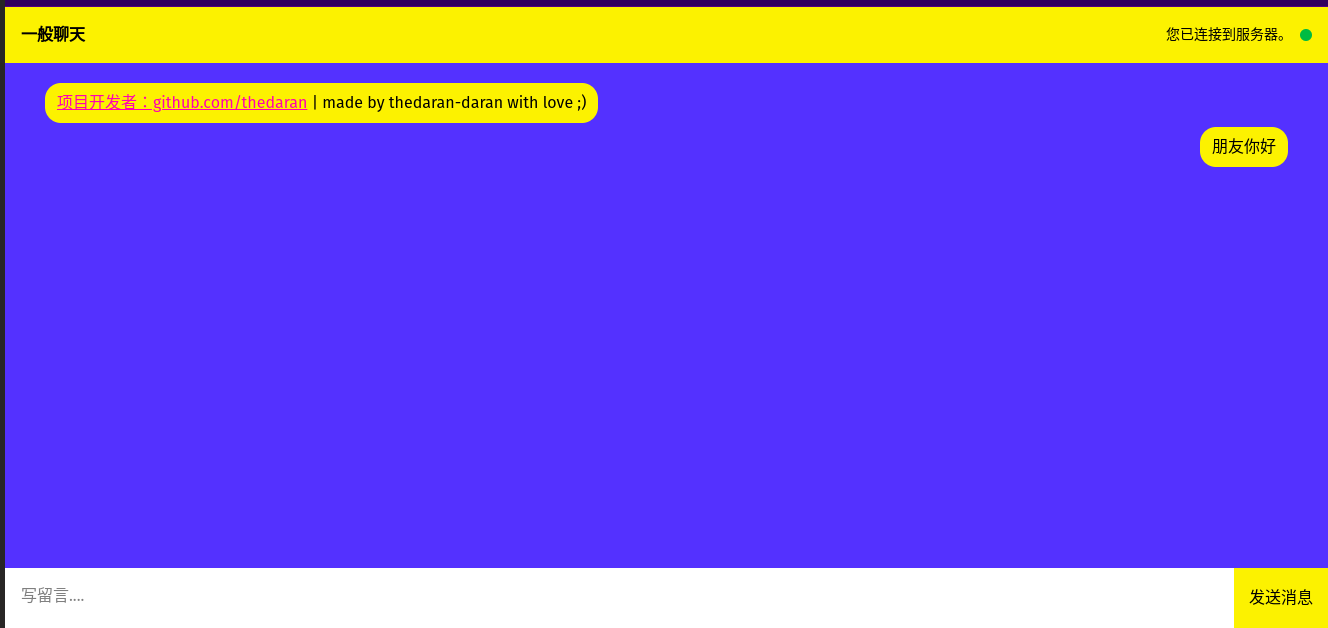 一般聊天
您已连接到服务器。
项目开发者：github.com/thedaran | made by thedaran-daran with love ;)
朋友你好
写留言....
发送消息